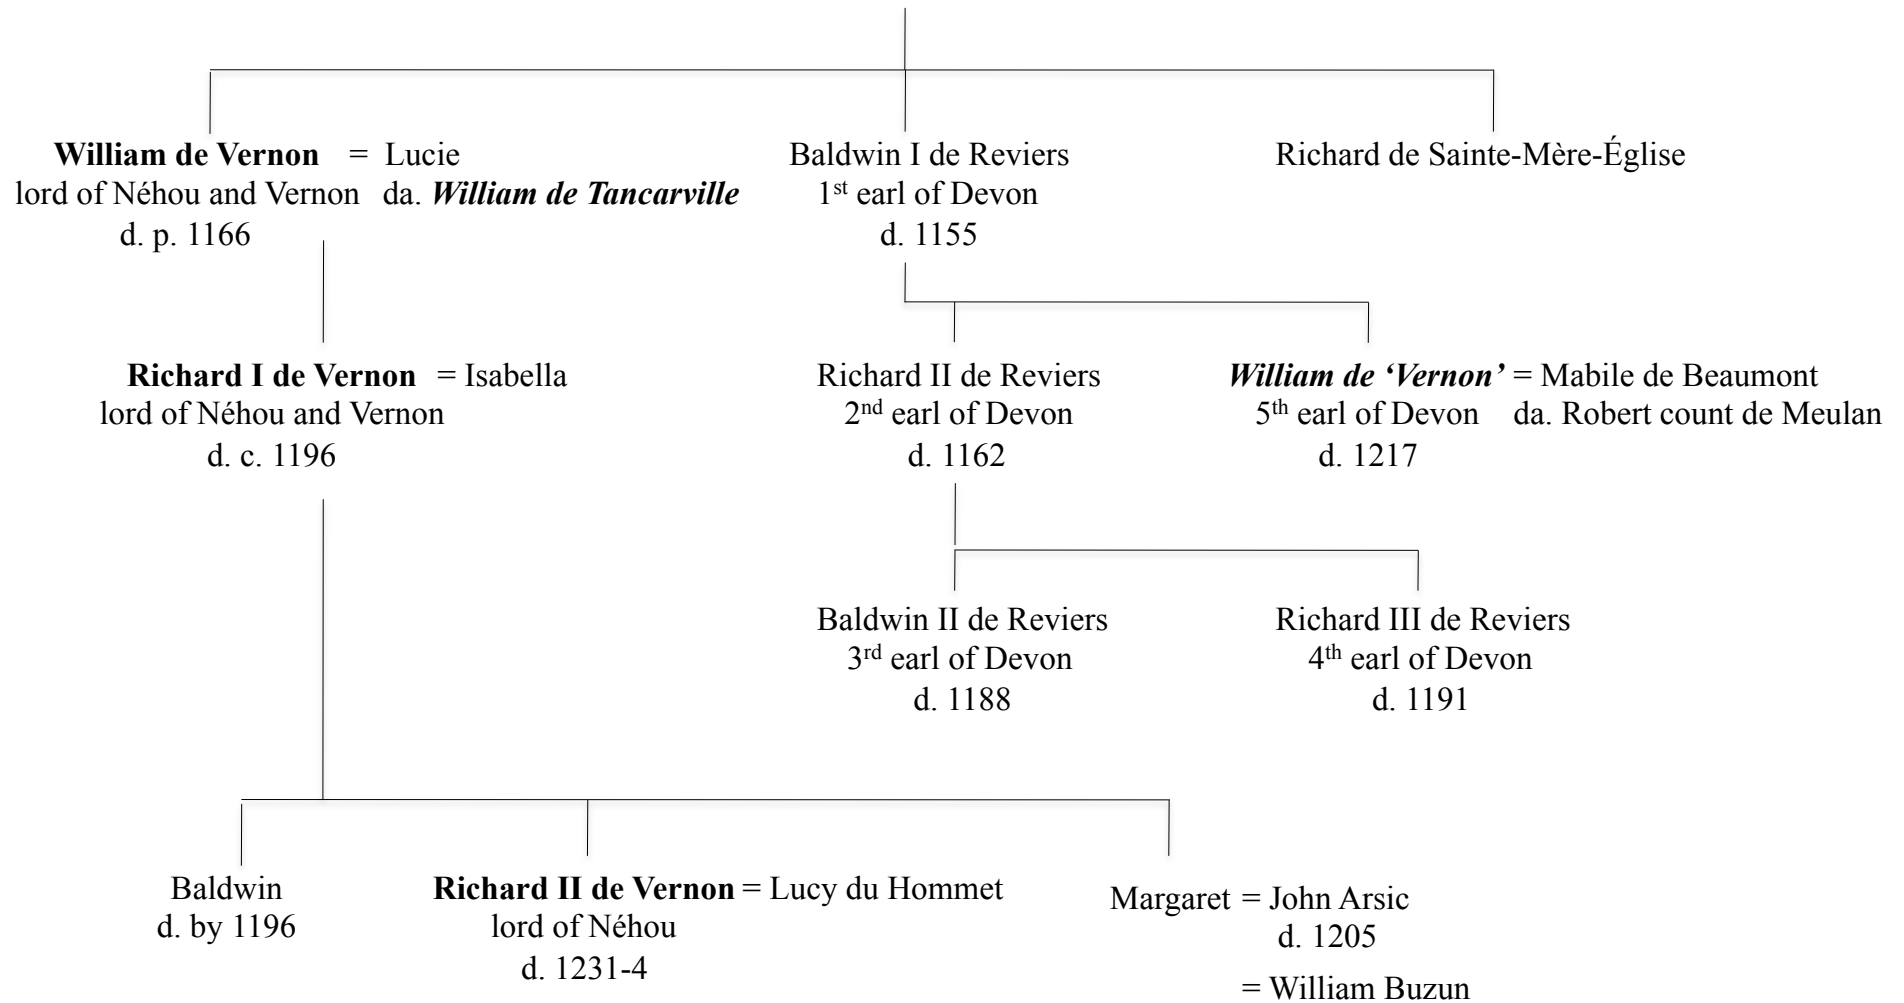 William de Vernon = Lucie
lord of Néhou and Vernon da. William de Tancarville
d. p. 1166
Baldwin I de Reviers
1st earl of Devon
d. 1155
Richard de Sainte-Mère-Église
Richard I de Vernon = Isabella
lord of Néhou and Vernon
d. c. 1196
Richard II de Reviers
2nd earl of Devon
d. 1162
William de ‘Vernon’ = Mabile de Beaumont
5th earl of Devon da. Robert count de Meulan
d. 1217
Baldwin II de Reviers
3rd earl of Devon
d. 1188
Richard III de Reviers
4th earl of Devon
d. 1191
Baldwin
d. by 1196
Richard II de Vernon = Lucy du Hommet
lord of Néhou
d. 1231-4
Margaret = John Arsic
d. 1205
= William Buzun